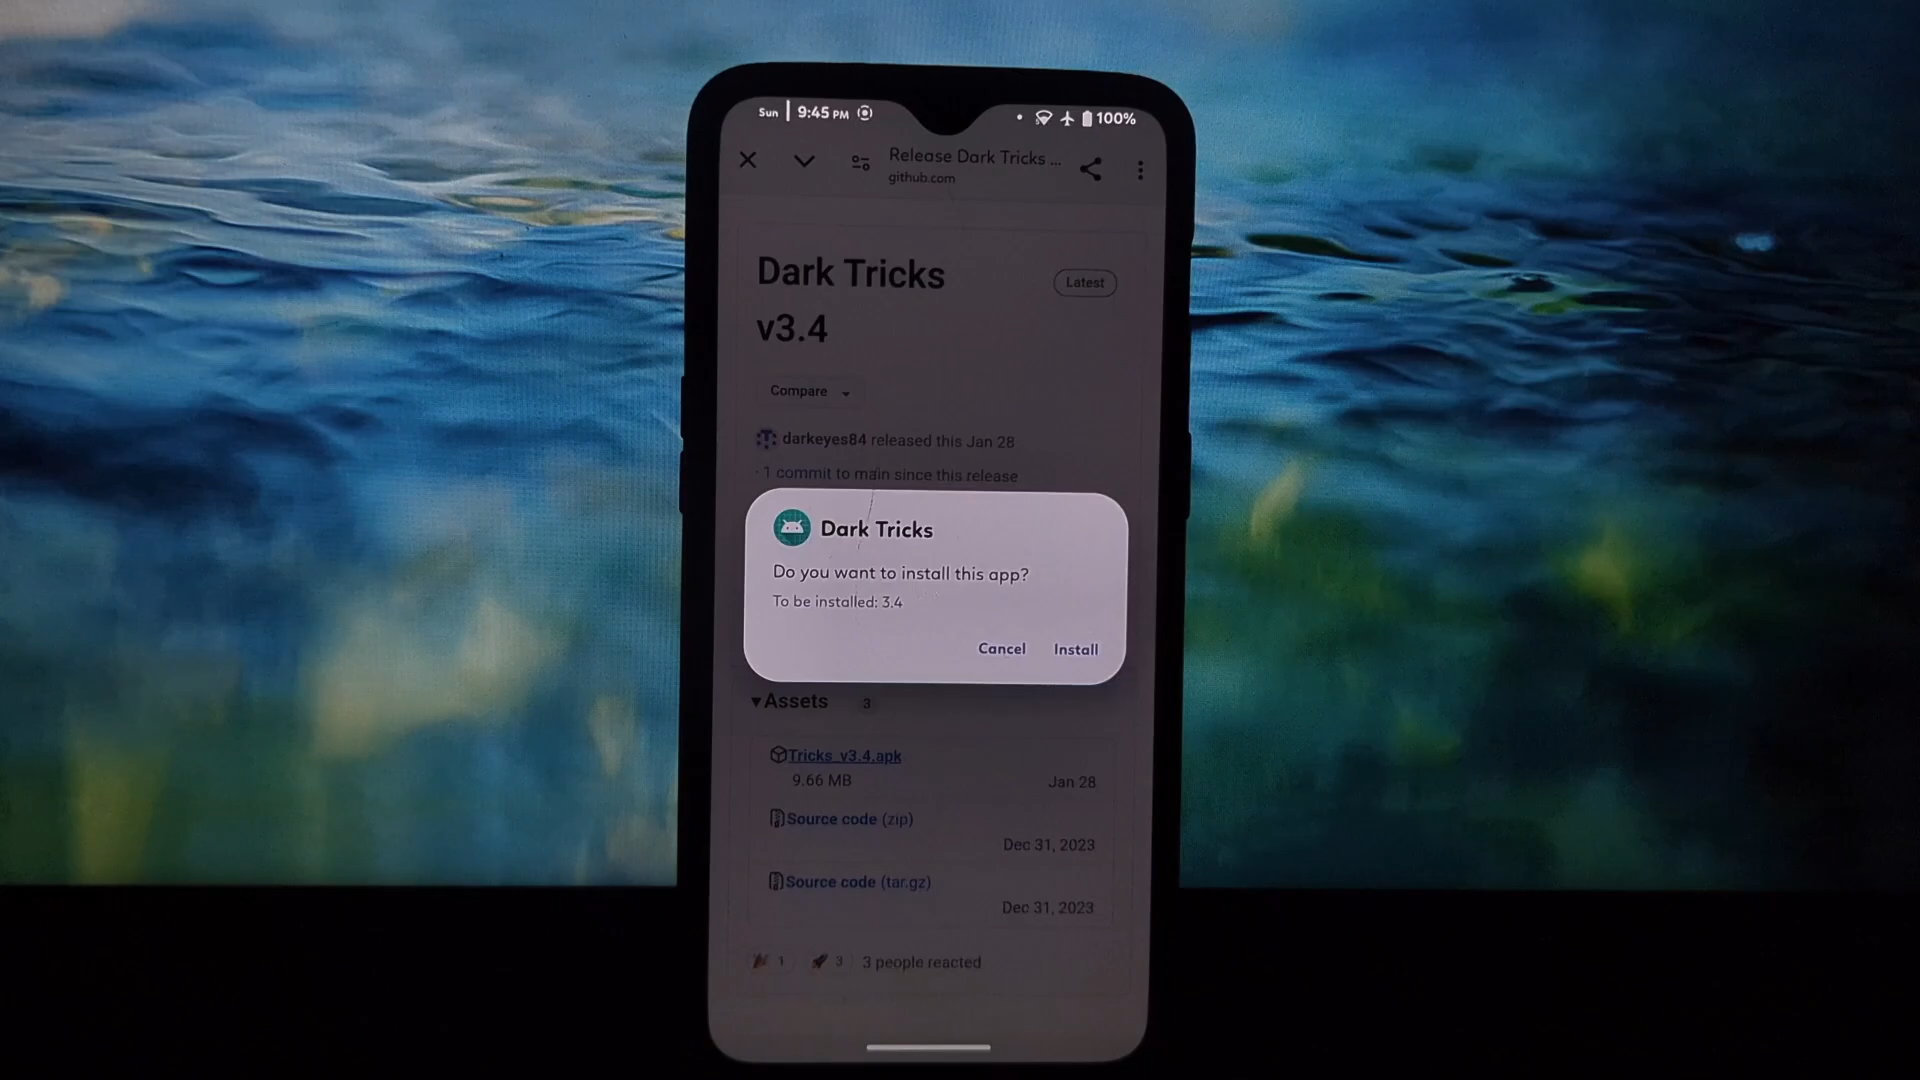 Sun 9:45 PM 100%
Release Dark Tricks ...
github.com
Dark Tricks
v3.4
Latest
Compare
darkeyes84 released this Jan 28
· 1 commit to main since this release
Dark Tricks
Do you want to install this app?
To be installed: 3.4
Cancel Install
Assets 3
Tricks_v3.4.apk
9.66 MB Jan 28
Source code (zip)
Dec 31, 2023
Source code (tar.gz)
Dec 31, 2023
1 3 3 people reacted